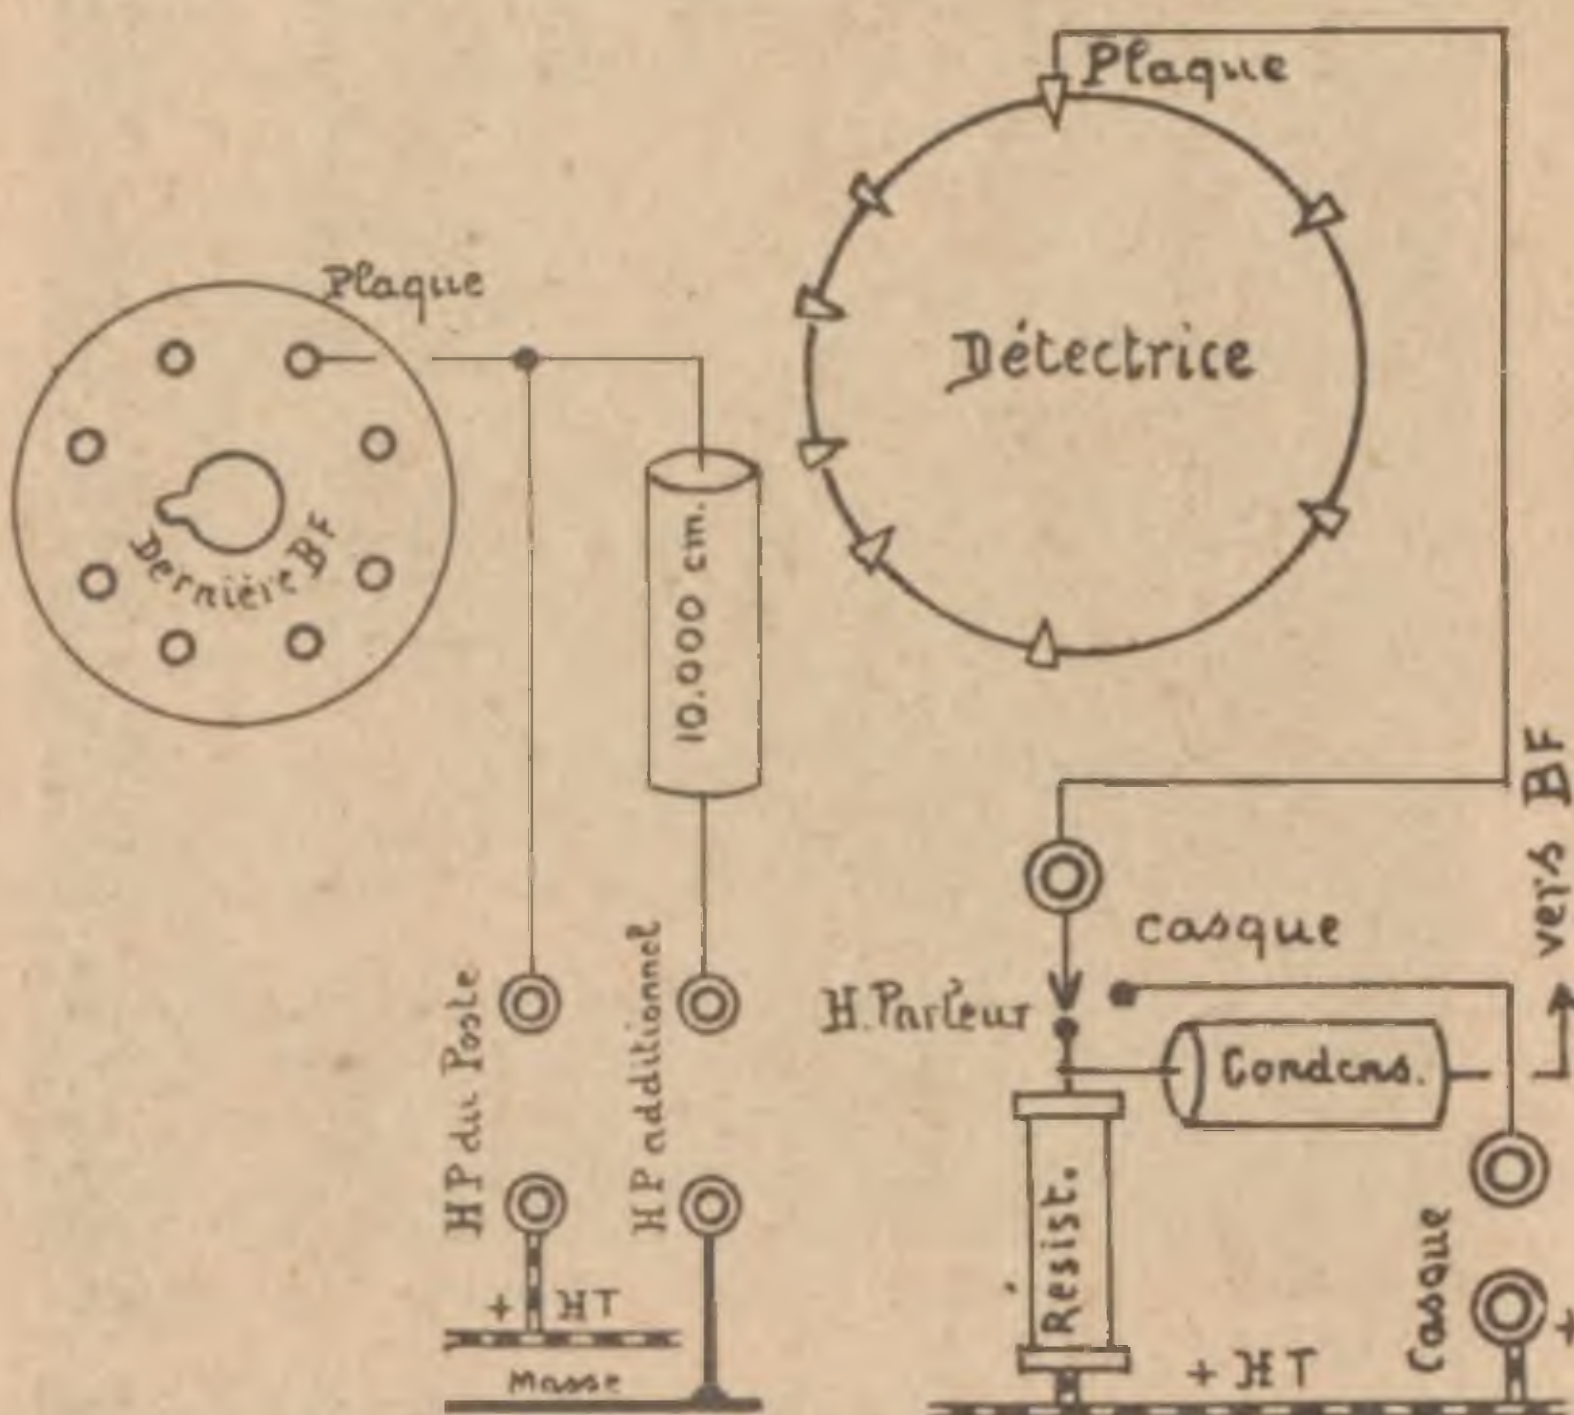 Plaque
Dernière BF
10.000 cm.
HP du Poste
HP additionnel
+ HT
Masse
Plaque
Détectrice
vers BF
casque
H. Parleur
Condens.
Résist.
Casque
+
+ HT